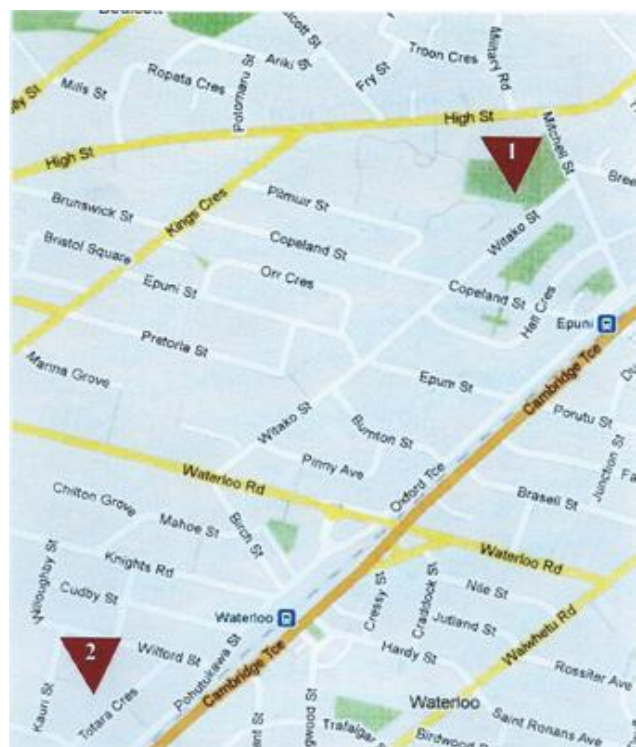 Ariki St
Troon Cres
Military Rd
Ropata Cres
Fry St
Mills St
Potomaru St
High St
Mitchell St
1
High St
Kings Cres
Pilmuir St
Witako St
Brunswick St
Bristol Square
Copeland St
Orr Cres
Epuni St
Copeland St
Hall Cres
Epuni
Pretoria St
Marina Grove
Epuni St
Cambridge Tce
Porutu St
Witako St
Burnton St
Junction St
Pirny Ave
Waterloo Rd
Oxford Tce
Brasell St
Chilton Grove
Mahoe St
Birch St
Knights Rd
Waterloo Rd
Willoughby St
Cudby St
Cressy St
Craddock St
Nile St
Waterloo
Jutland St
Waiwhetu Rd
2
Wilford St
Pohutukawa St
Cambridge Tce
Hardy St
Rossiter Ave
Kauri St
Totara Cres
Waterloo
Saint Ronans Ave
Trafalgar St
Birdwood St